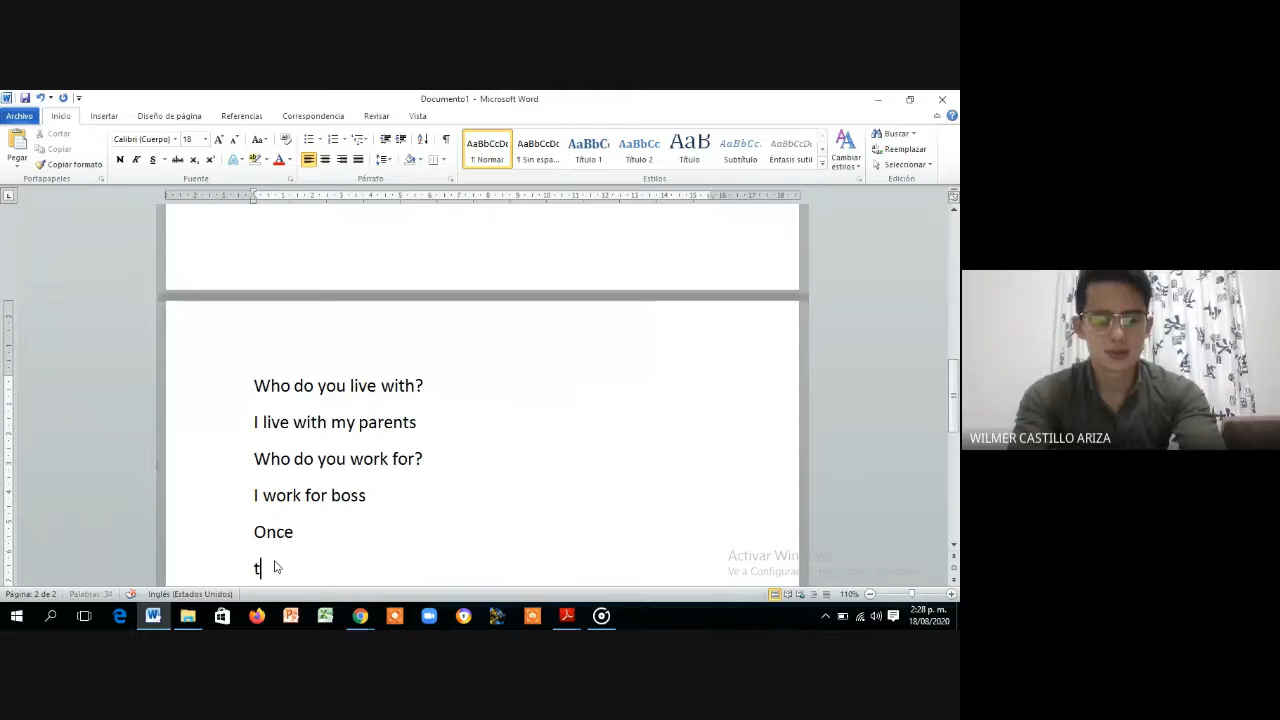 Documento1 - Microsoft Word
Archivo Inicio Insertar Diseño de página Referencias Correspondencia Revisar Vista
Pegar
Cortar
Copiar
Copiar formato
Portapapeles
Calibri (Cuerpo) 18
Fuente
Párrafo
AaBbCcDc AaBbCcDc AaBbCc AaBbCc AaB AaBbCc. AaBbCcDc
¶ Normal ¶ Sin espa... Título 1 Título 2 Título Subtítulo Énfasis sutil
Cambiar estilos
Estilos
Buscar
Reemplazar
Seleccionar
Edición
Who do you live with?
I live with my parents
Who do you work for?
I work for boss
Once
t
Activar Windows
Página: 2 de 2 Palabras: 34 Inglés (Estados Unidos) 110%
2:28 p. m.
18/08/2020
WILMER CASTILLO ARIZA